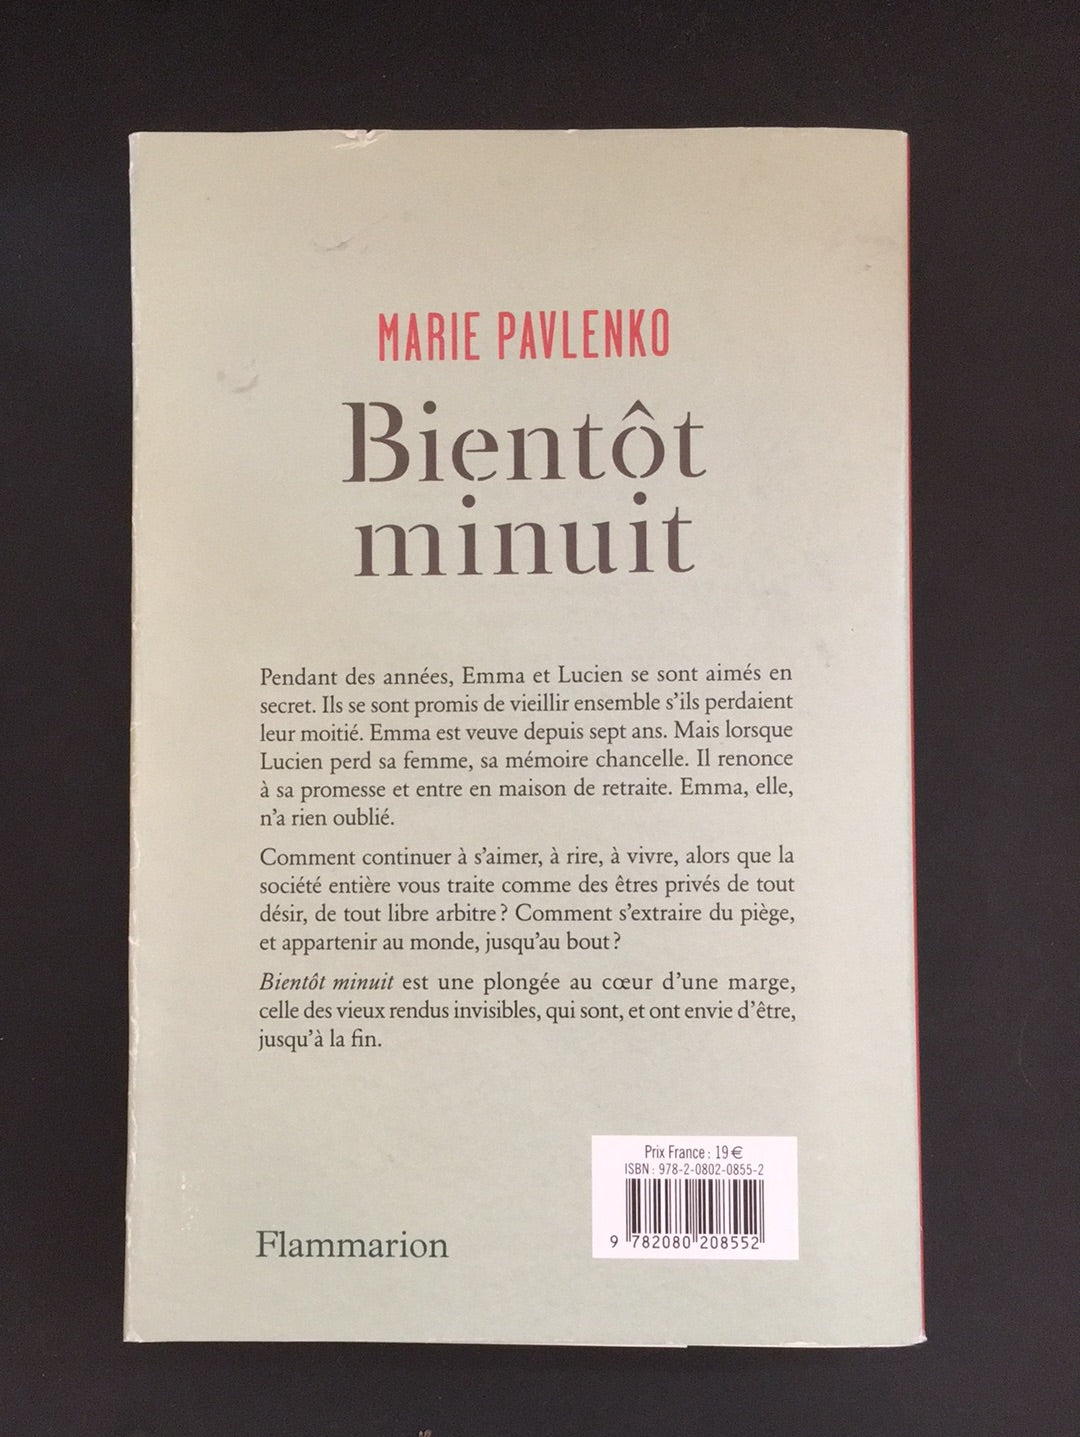 MARIE PAVLENKO
Bientôt
minuit
Pendant des années, Emma et Lucien se sont aimés en
secret. Ils se sont promis de vieillir ensemble s’ils perdaient
leur moitié. Emma est veuve depuis sept ans. Mais lorsque
Lucien perd sa femme, sa mémoire chancelle. Il renonce
à sa promesse et entre en maison de retraite. Emma, elle,
n’a rien oublié.
Comment continuer à s’aimer, à rire, à vivre, alors que la
société entière vous traite comme des êtres privés de tout
désir, de tout libre arbitre ? Comment s’extraire du piège,
et appartenir au monde, jusqu’au bout ?
Bientôt minuit est une plongée au cœur d’une marge,
celle des vieux rendus invisibles, qui sont, et ont envie d’être,
jusqu’à la fin.
Prix France : 19 €
ISBN : 978-2-0802-0855-2
9 782080 208552
Flammarion